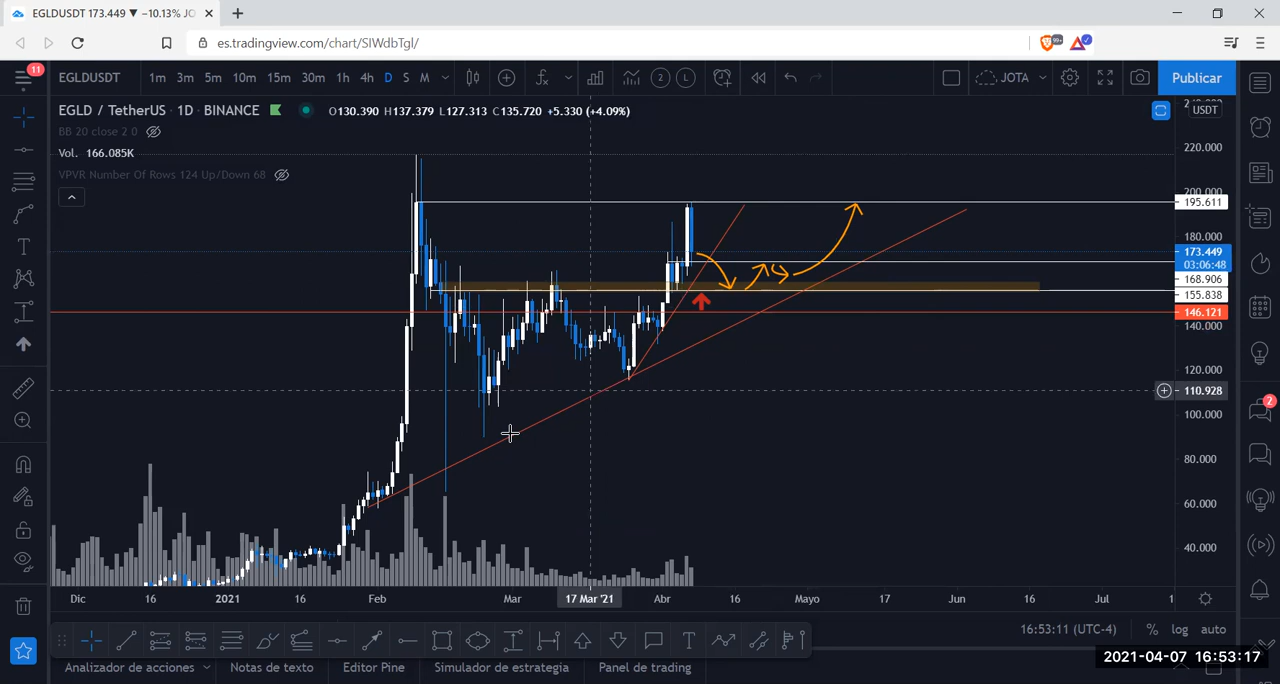 EGLDUSDT 173.449 ▼ −10.13% JO
es.tradingview.com/chart/SIWdbTgl/
99+
11
EGLDUSDT 1m 3m 5m 10m 15m 30m 1h 4h D S M 2 L JOTA Publicar
EGLD / TetherUS · 1D · BINANCE O130.390 H137.379 L127.313 C135.720 +5.330 (+4.09%)
USDT
BB 20 close 2 0
Vol. 166.085K
VPVR Number Of Rows 124 Up/Down 68
220.000
200.000
195.611
180.000
173.449
03:06:48
168.906
155.838
146.121
140.000
120.000
110.928
100.000
80.000
60.000
40.000
2
Dic 16 2021 16 Feb Mar 17 Mar '21 Abr 16 Mayo 17 Jun 16 Jul 1
16:53:11 (UTC-4) % log auto
2021-04-07 16:53:17
Analizador de acciones Notas de texto Editor Pine Simulador de estrategia Panel de trading